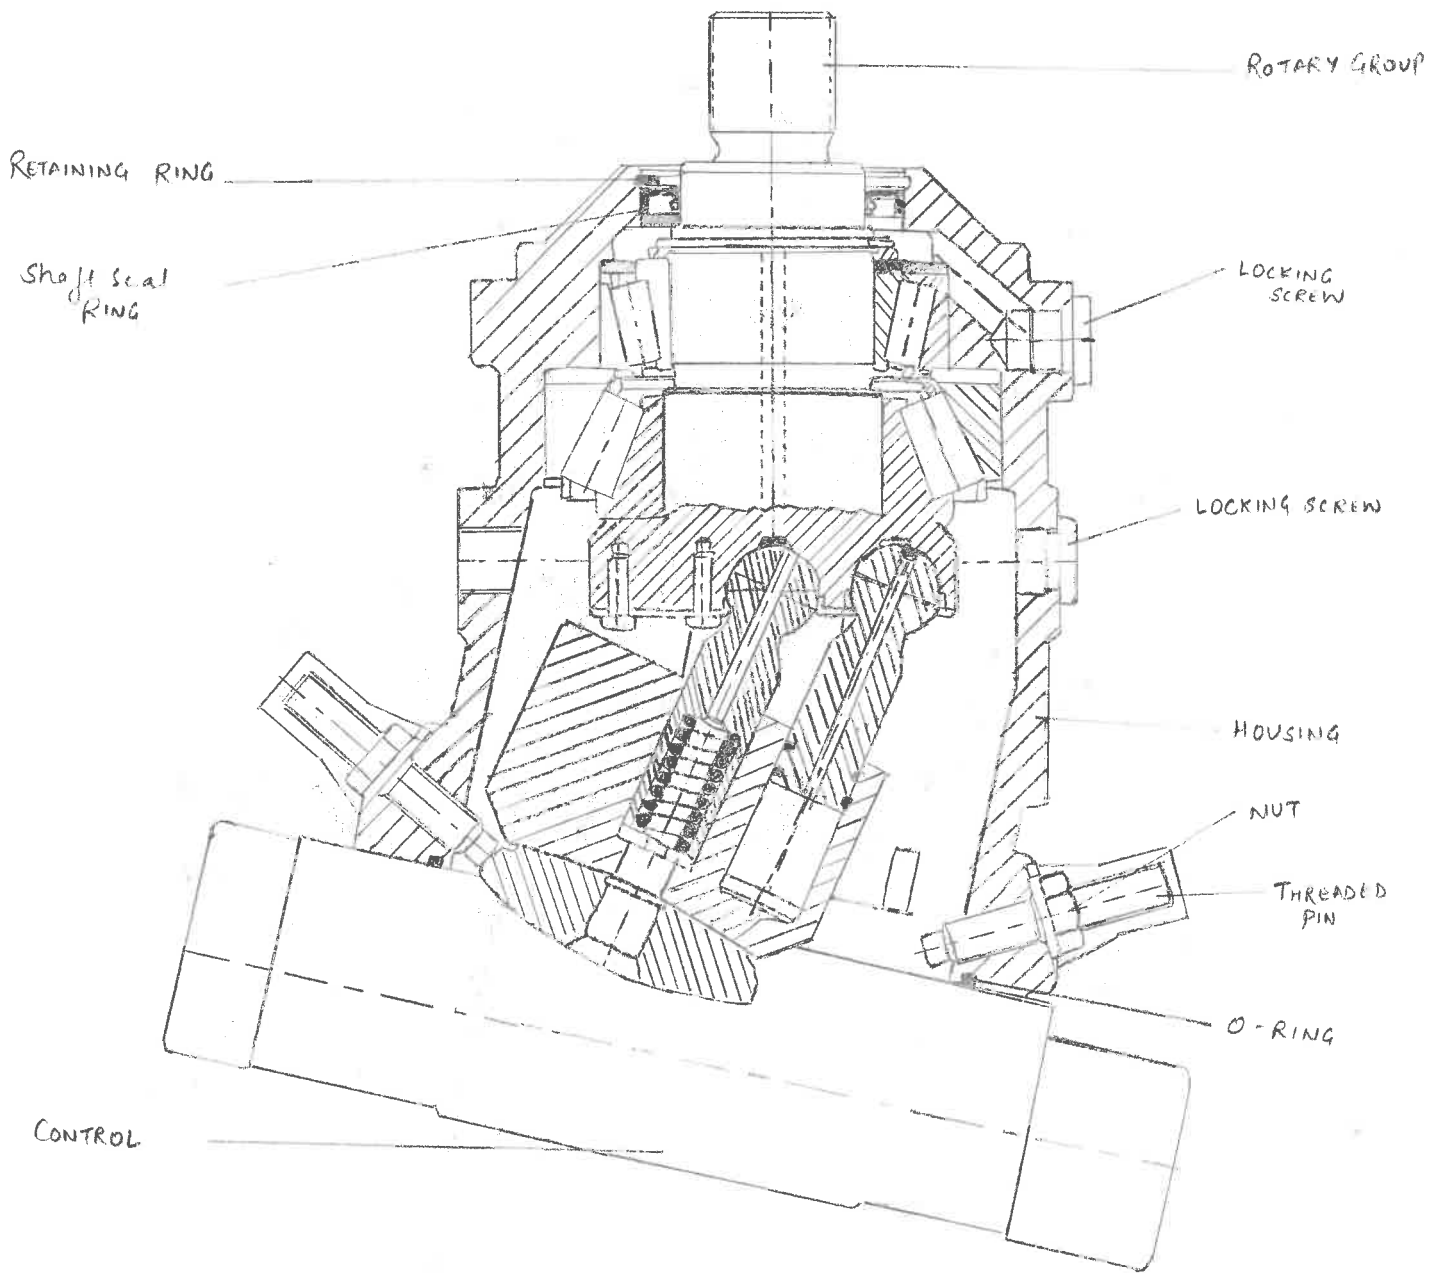 ROTARY GROUP
RETAINING RING
Shaft Seal
RING
LOCKING
SCREW
LOCKING SCREW
HOUSING
NUT
THREADED
PIN
O-RING
CONTROL